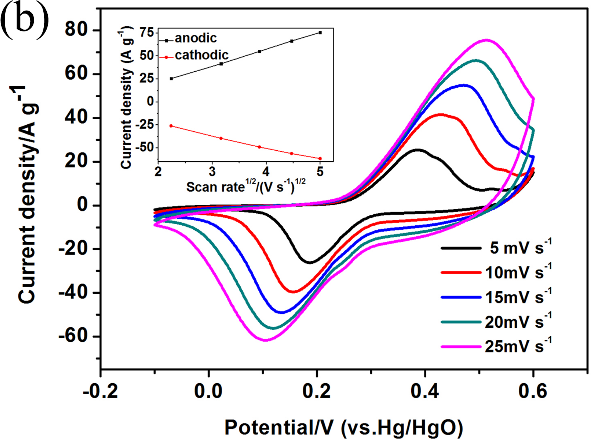 (b)
80
60
40
20
0
-20
-40
-60
Current density/A g-1
-0.2
0.0
0.2
0.4
0.6
Potential/V (vs.Hg/HgO)
75
50
25
0
-25
-50
Current density (A g-1)
2
3
4
5
Scan rate1/2/(V s-1)1/2
anodic
cathodic
5 mV s-1
10mV s-1
15mV s-1
20mV s-1
25mV s-1